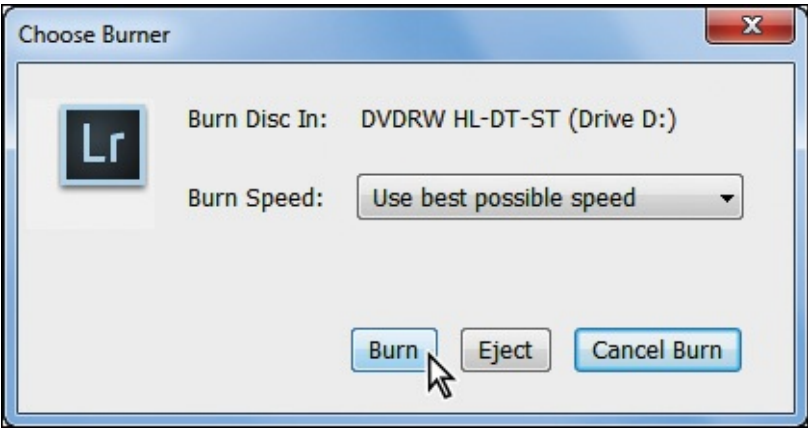 Choose Burner
X
Lr
Burn Disc In: DVDRW HL-DT-ST (Drive D:)
Burn Speed: Use best possible speed
Burn Eject Cancel Burn